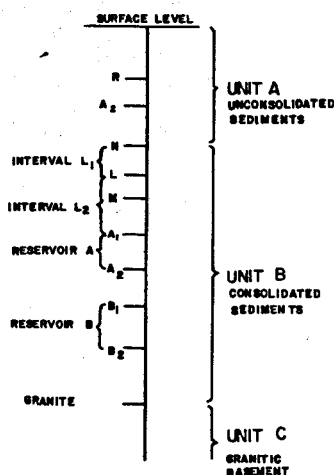 SURFACE LEVEL
R
A2
UNIT A
UNCONSOLIDATED
SEDIMENTS
N
INTERVAL L1
L
INTERVAL L2
M
A1
RESERVOIR A
A2
UNIT B
CONSOLIDATED
SEDIMENTS
B1
RESERVOIR B
B2
GRANITE
UNIT C
GRANITIC
BASEMENT